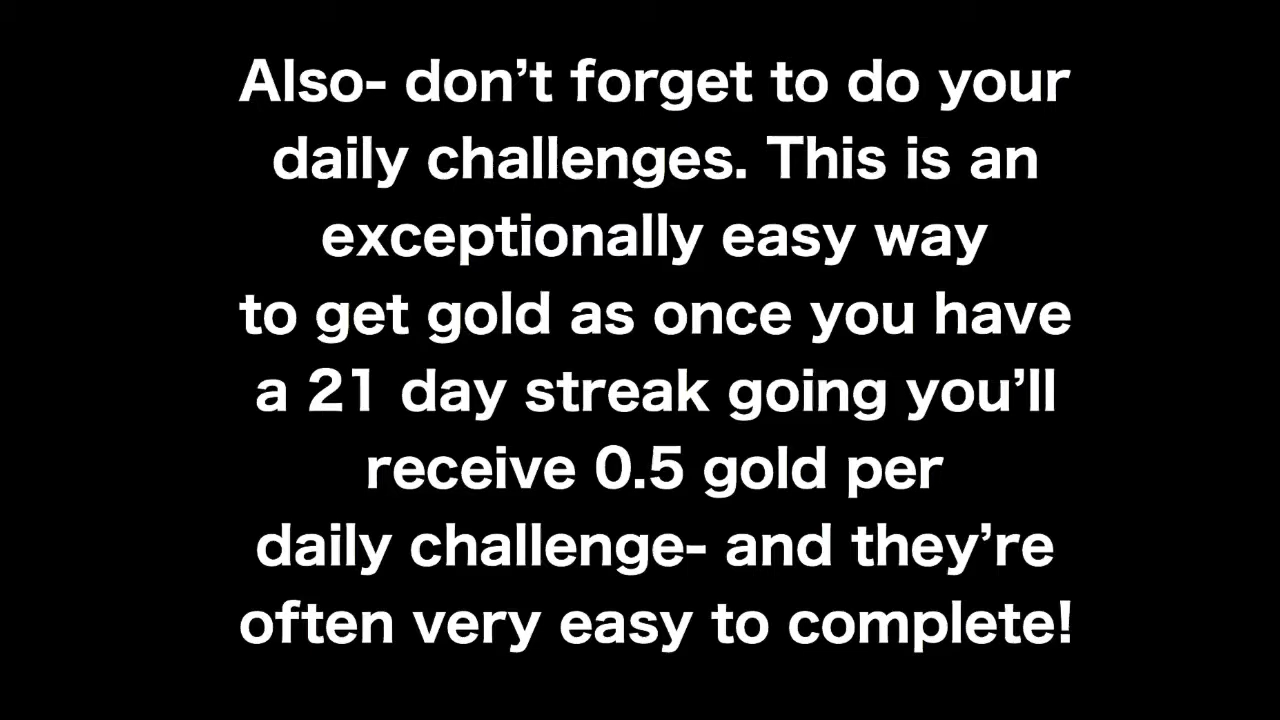 Also- don’t forget to do your
daily challenges. This is an
exceptionally easy way
to get gold as once you have
a 21 day streak going you’ll
receive 0.5 gold per
daily challenge- and they’re
often very easy to complete!